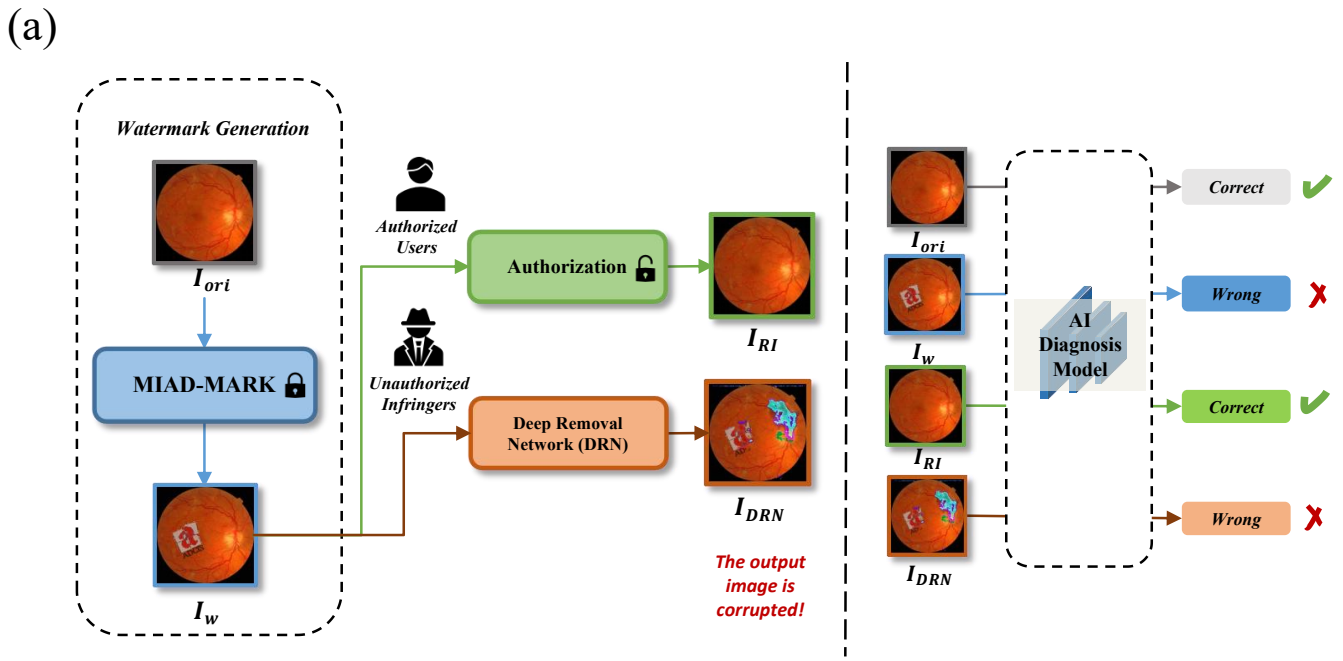 (a)
Watermark Generation
I_ori
MIAD-MARK
a
ADCIS
I_w
Authorized
Users
Authorization
I_RI
Unauthorized
Infringers
Deep Removal
Network (DRN)
I_DRN
The output
image is
corrupted!
I_ori
I_w
I_RI
I_DRN
AI
Diagnosis
Model
Correct
Wrong
Correct
Wrong